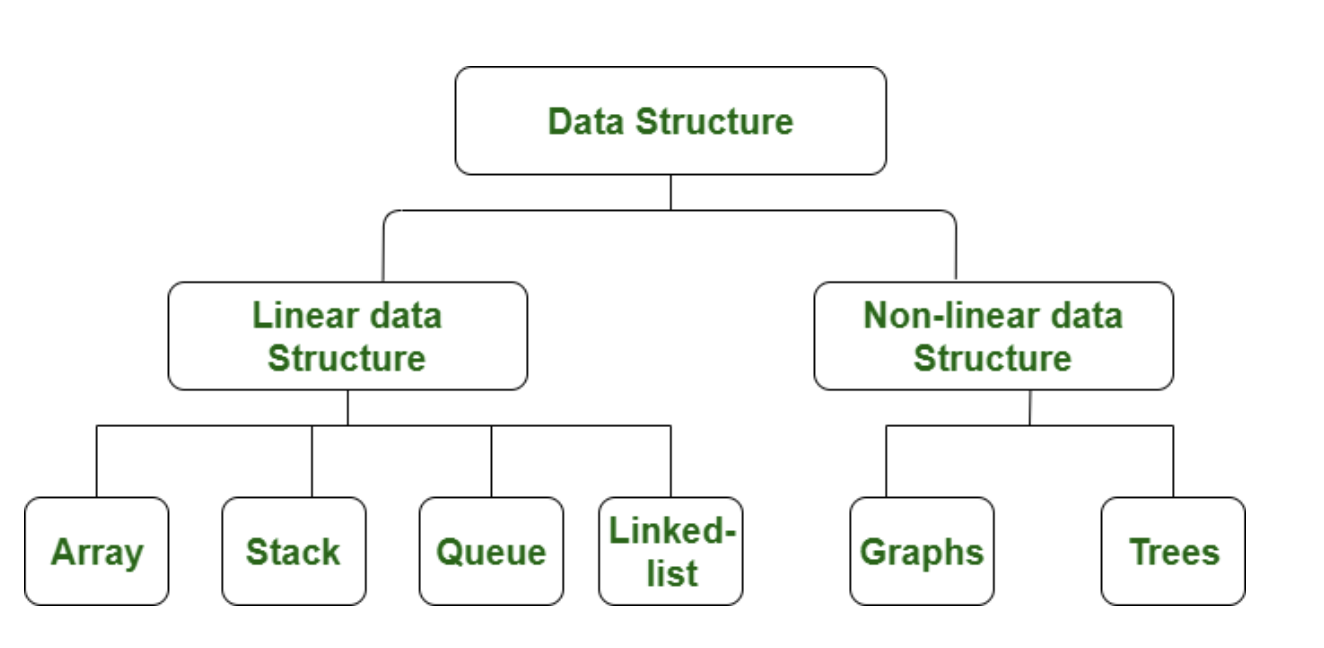 Data Structure
Linear data
Structure
Non-linear data
Structure
Array
Stack
Queue
Linked-
list
Graphs
Trees